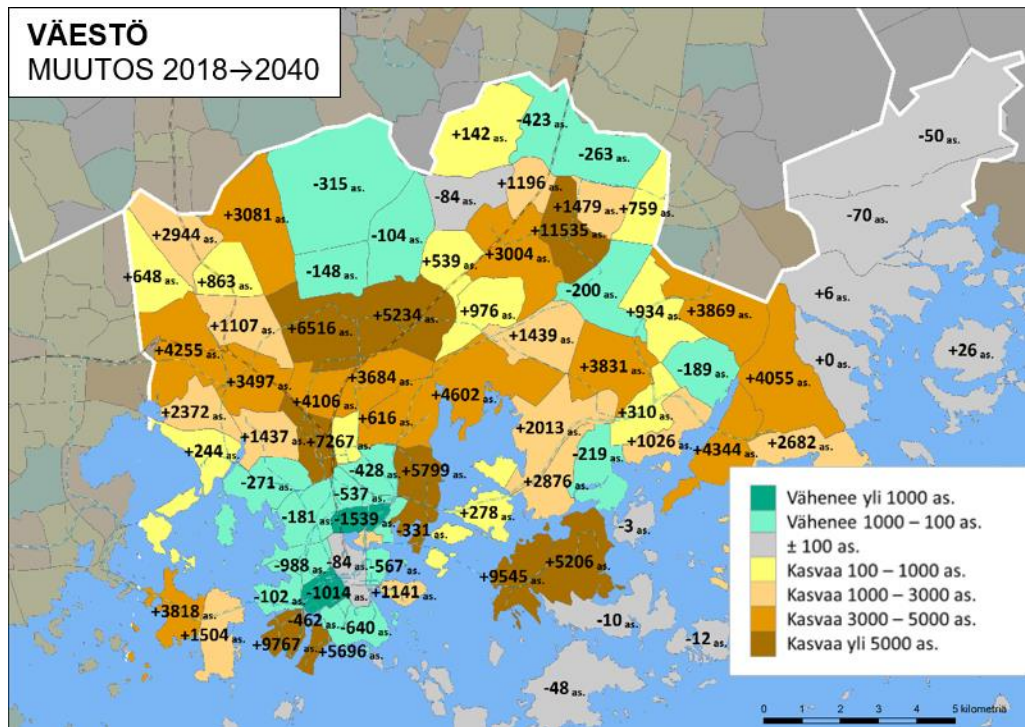 VÄESTÖ
MUUTOS 2018→2040
-423 as.
+142 as.
-263 as.
-50 as.
-315 as.
-84 as.
+1196 as.
+3081 as.
+1479 as.
+759 as.
-70 as.
+2944 as.
-104 as.
+11535 as.
+3004 as.
+539 as.
+648 as.
+863 as.
-148 as.
-200 as.
+6 as.
+976 as.
+934 as.
+3869 as.
+5234 as.
+1107 as.
+6516 as.
+1439 as.
+26 as.
+4255 as.
+0 as.
+3684 as.
+3831 as.
-189 as.
+4055 as.
+3497 as.
+4602 as.
+4106 as.
+2372 as.
+616 as.
+310 as.
+2013 as.
+1437 as.
+7267 as.
+1026 as.
+2682 as.
+4344 as.
+244 as.
-219 as.
-428 as.
+5799 as.
-271 as.
+2876 as.
-537 as.
+278 as.
-181 as.
-1539 as.
-331 as.
-3 as.
-84 as.
-567 as.
+5206 as.
-988 as.
+9545 as.
-102 as.
-1014 as.
+1141 as.
+3818 as.
-462 as.
-640 as.
-10 as.
+1504 as.
+9767 as.
+5696 as.
-12 as.
-48 as.
Vähenee yli 1000 as.
Vähenee 1000 – 100 as.
± 100 as.
Kasvaa 100 – 1000 as.
Kasvaa 1000 – 3000 as.
Kasvaa 3000 – 5000 as.
Kasvaa yli 5000 as.
0 1 2 3 4 5 kilometriä